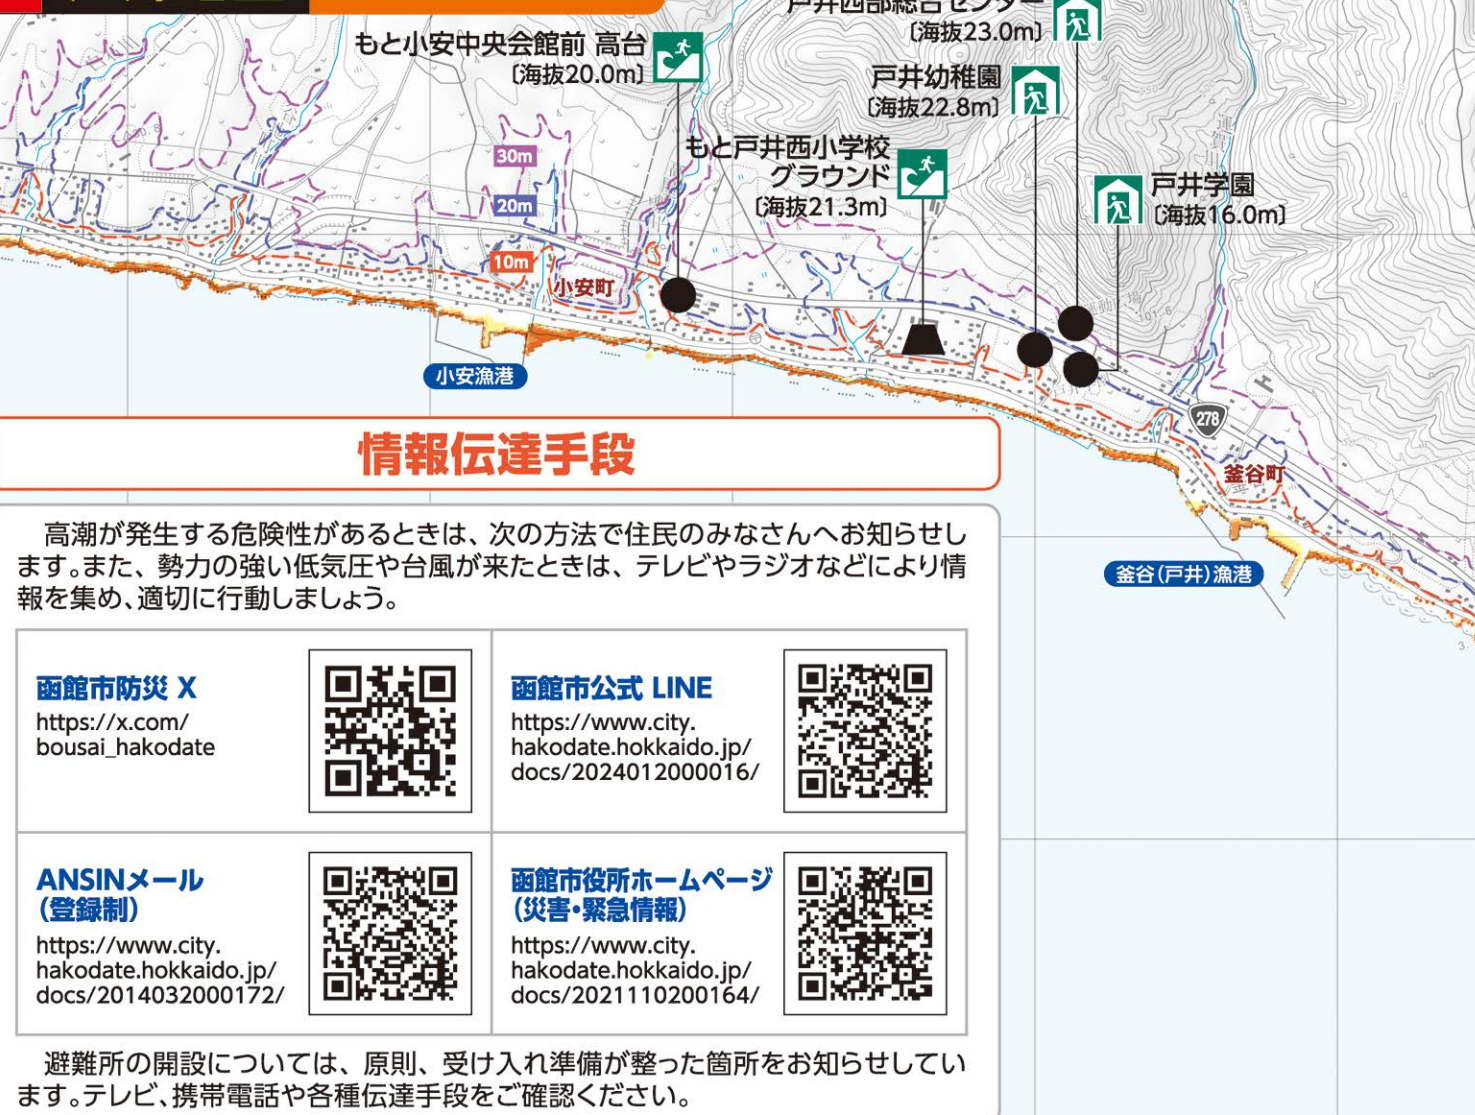 戸井西部総合センター
〔海抜23.0m〕
もと小安中央会館前 高台
〔海抜20.0m〕
戸井幼稚園
〔海抜22.8m〕
もと戸井西小学校
グラウンド
〔海抜21.3m〕
戸井学園
〔海抜16.0m〕
30m
20m
10m
小安町
小安漁港
278
釜谷町
釜谷(戸井)漁港
情報伝達手段
高潮が発生する危険性があるときは、次の方法で住民のみなさんへお知らせし
ます。また、勢力の強い低気圧や台風が来たときは、テレビやラジオなどにより情
報を集め、適切に行動しましょう。
函館市防災 X
https://x.com/
bousai_hakodate
函館市公式 LINE
https://www.city.
hakodate.hokkaido.jp/
docs/2024012000016/
ANSINメール
(登録制)
https://www.city.
hakodate.hokkaido.jp/
docs/2014032000172/
函館市役所ホームページ
(災害・緊急情報)
https://www.city.
hakodate.hokkaido.jp/
docs/2021110200164/
避難所の開設については、原則、受け入れ準備が整った箇所をお知らせしてい
ます。テレビ、携帯電話や各種伝達手段をご確認ください。